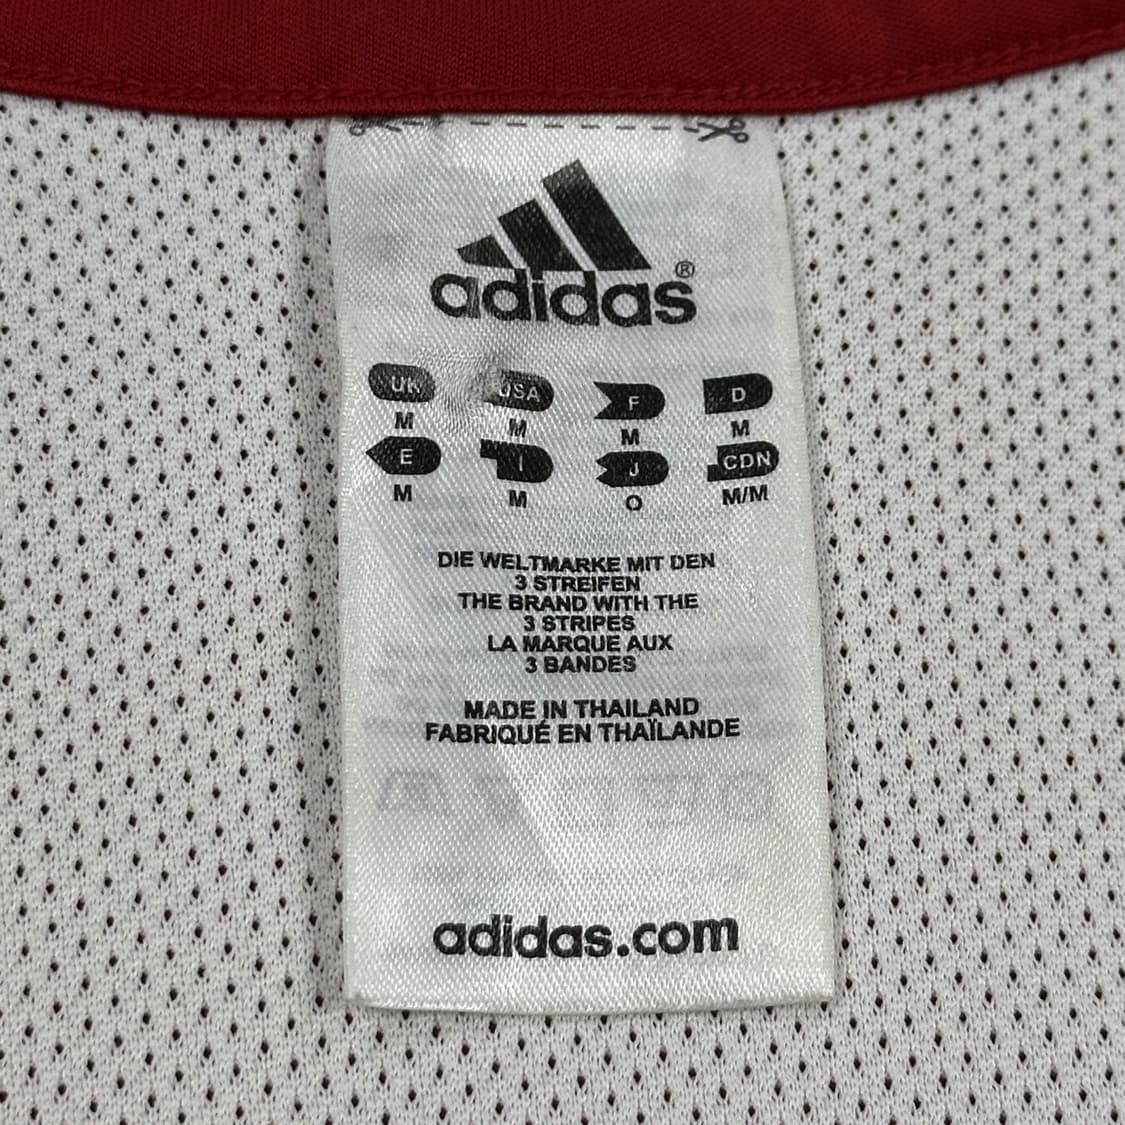 adidas®
UK USA F D
M M M M
E I J CDN
M M O M/M
DIE WELTMARKE MIT DEN
3 STREIFEN
THE BRAND WITH THE
3 STRIPES
LA MARQUE AUX
3 BANDES
MADE IN THAILAND
FABRIQUÉ EN THAÏLANDE
adidas.com